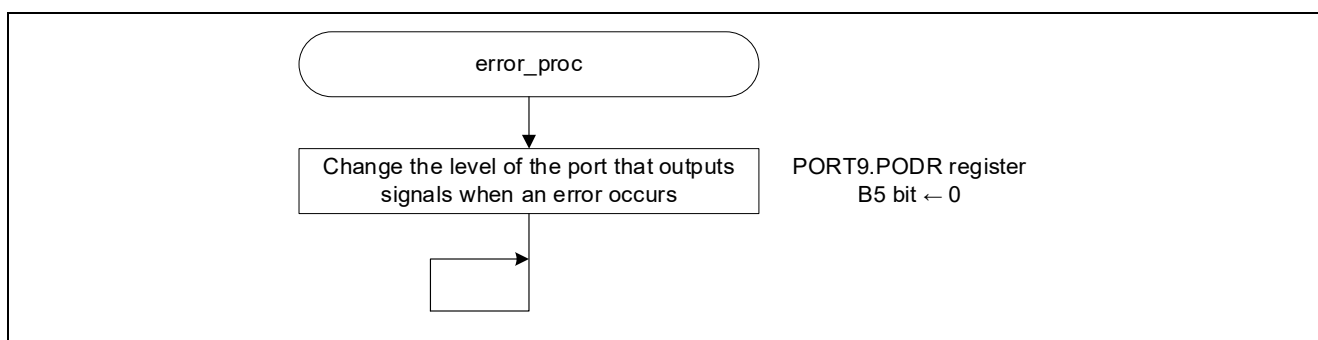 error_proc
Change the level of the port that outputs
signals when an error occurs
PORT9.PODR register
B5 bit ← 0